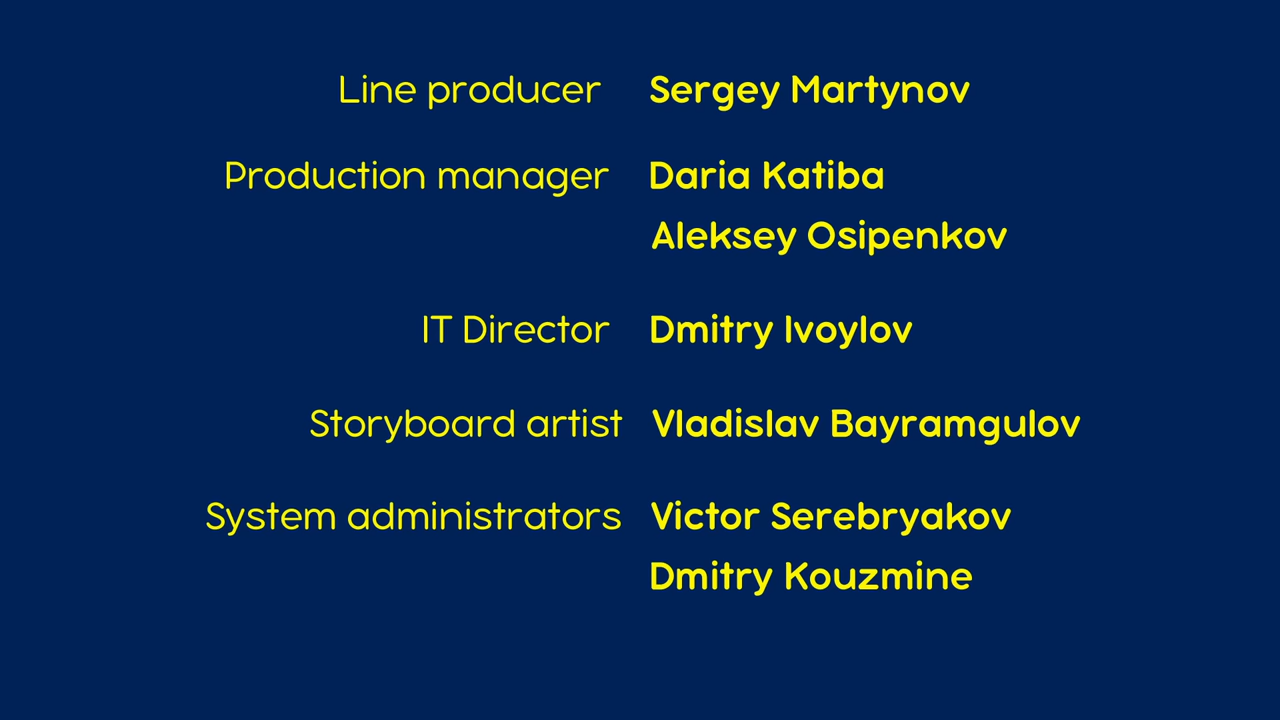 Line producer Sergey Martynov
Production manager Daria Katiba
Aleksey Osipenkov
IT Director Dmitry Ivoylov
Storyboard artist Vladislav Bayramgulov
System administrators Victor Serebryakov
Dmitry Kouzmine